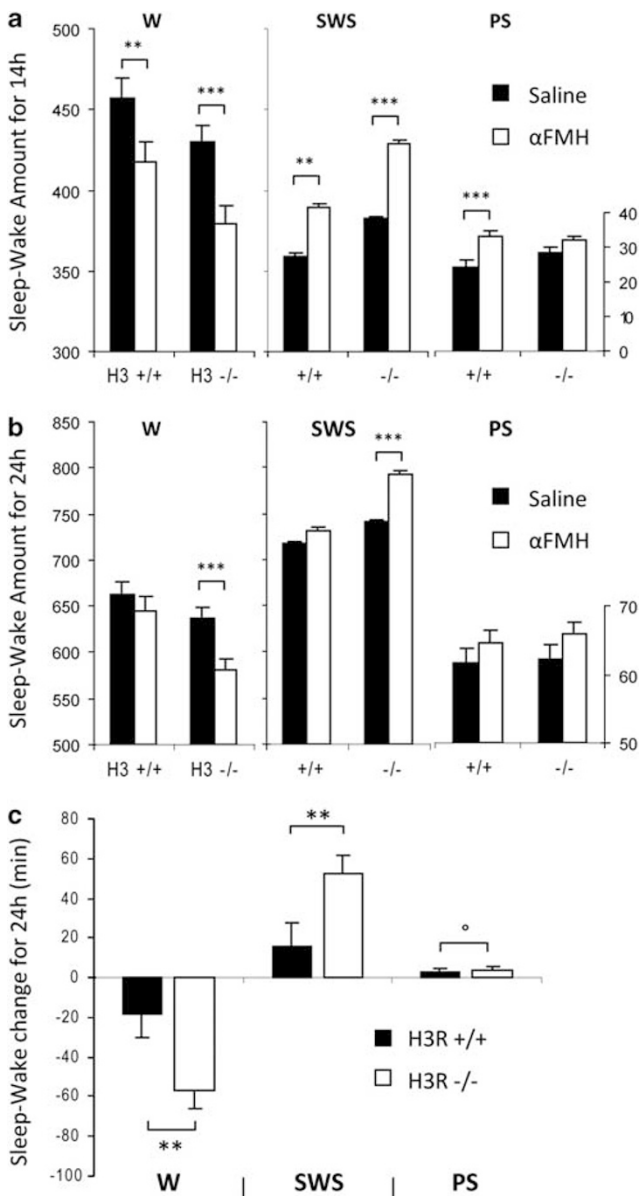 a
W SWS PS
Sleep-Wake Amount for 14h
500
450
400
350
300
** *** ** *** ***
Saline
αFMH
40
30
20
10
0
H3 +/+ H3 -/- +/+ -/- +/+ -/-
b
W SWS PS
Sleep-Wake Amount for 24h
850
800
750
700
650
600
550
500
*** ***
Saline
αFMH
70
60
50
H3 +/+ H3 -/- +/+ -/- +/+ -/-
c
Sleep-Wake change for 24h (min)
80
60
40
20
0
-20
-40
-60
-80
-100
** ** °
H3R +/+
H3R -/-
W SWS PS